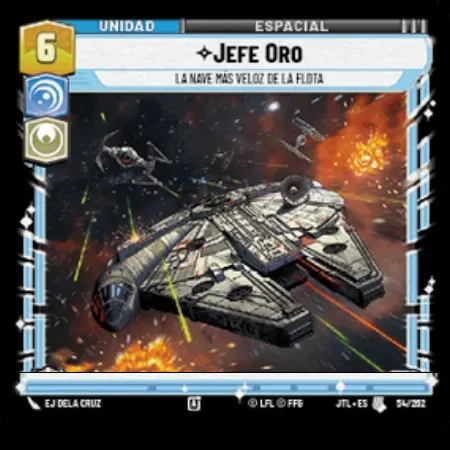 UNIDAD
ESPACIAL
6
JEFE ORO
LA NAVE MÁS VELOZ DE LA FLOTA
EJ DELA CRUZ
A
© LFL © FFG
JTL • ES
54/262